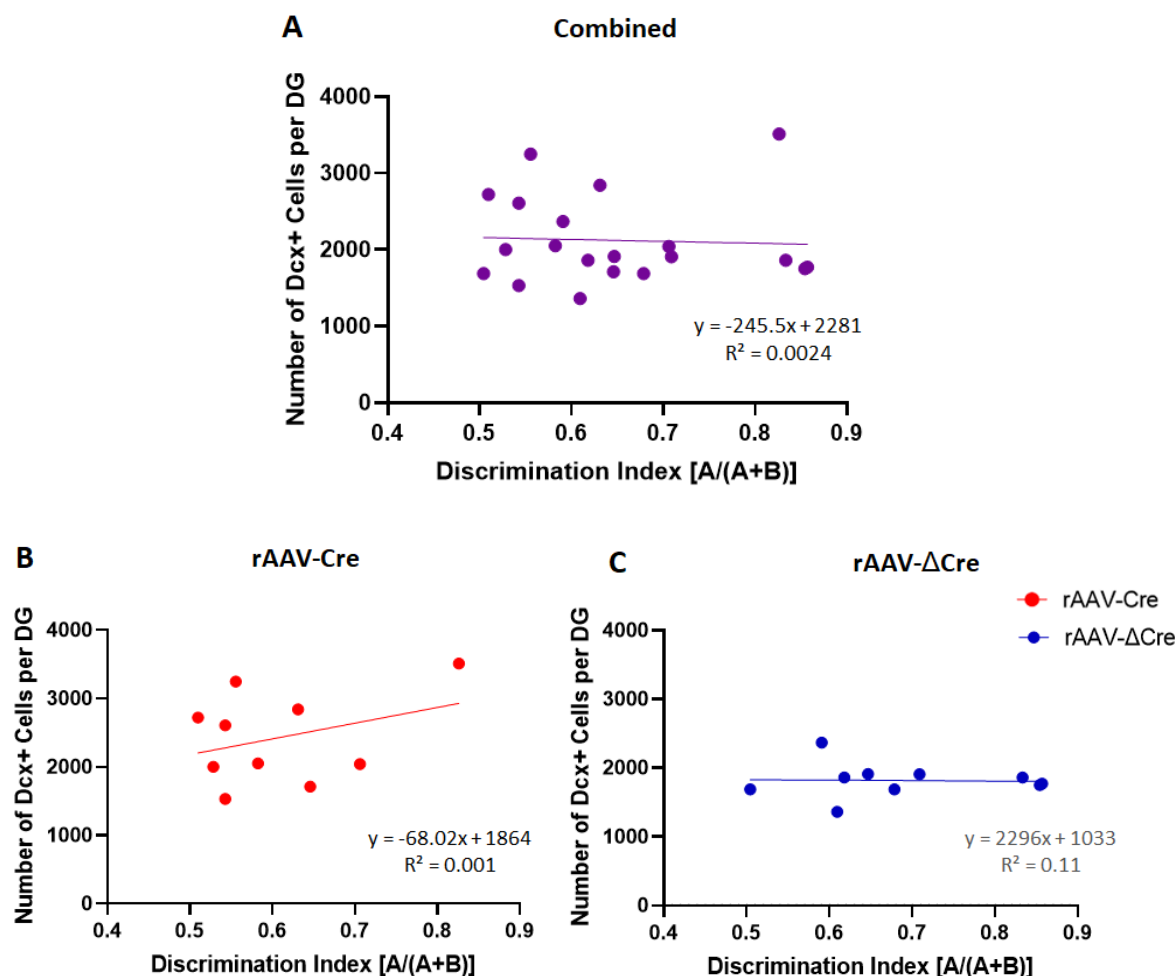 A
Combined
Number of Dcx+ Cells per DG
4000
3000
2000
1000
0
0.4 0.5 0.6 0.7 0.8 0.9
Discrimination Index [A/(A+B)]
y = -245.5x + 2281
R² = 0.0024
B
rAAV-Cre
Number of Dcx+ Cells per DG
4000
3000
2000
1000
0
0.4 0.5 0.6 0.7 0.8 0.9
Discrimination Index [A/(A+B)]
y = -68.02x + 1864
R² = 0.001
C
rAAV-ΔCre
rAAV-Cre
rAAV-ΔCre
Number of Dcx+ Cells per DG
4000
3000
2000
1000
0
0.4 0.5 0.6 0.7 0.8 0.9
Discrimination Index [A/(A+B)]
y = 2296x + 1033
R² = 0.11